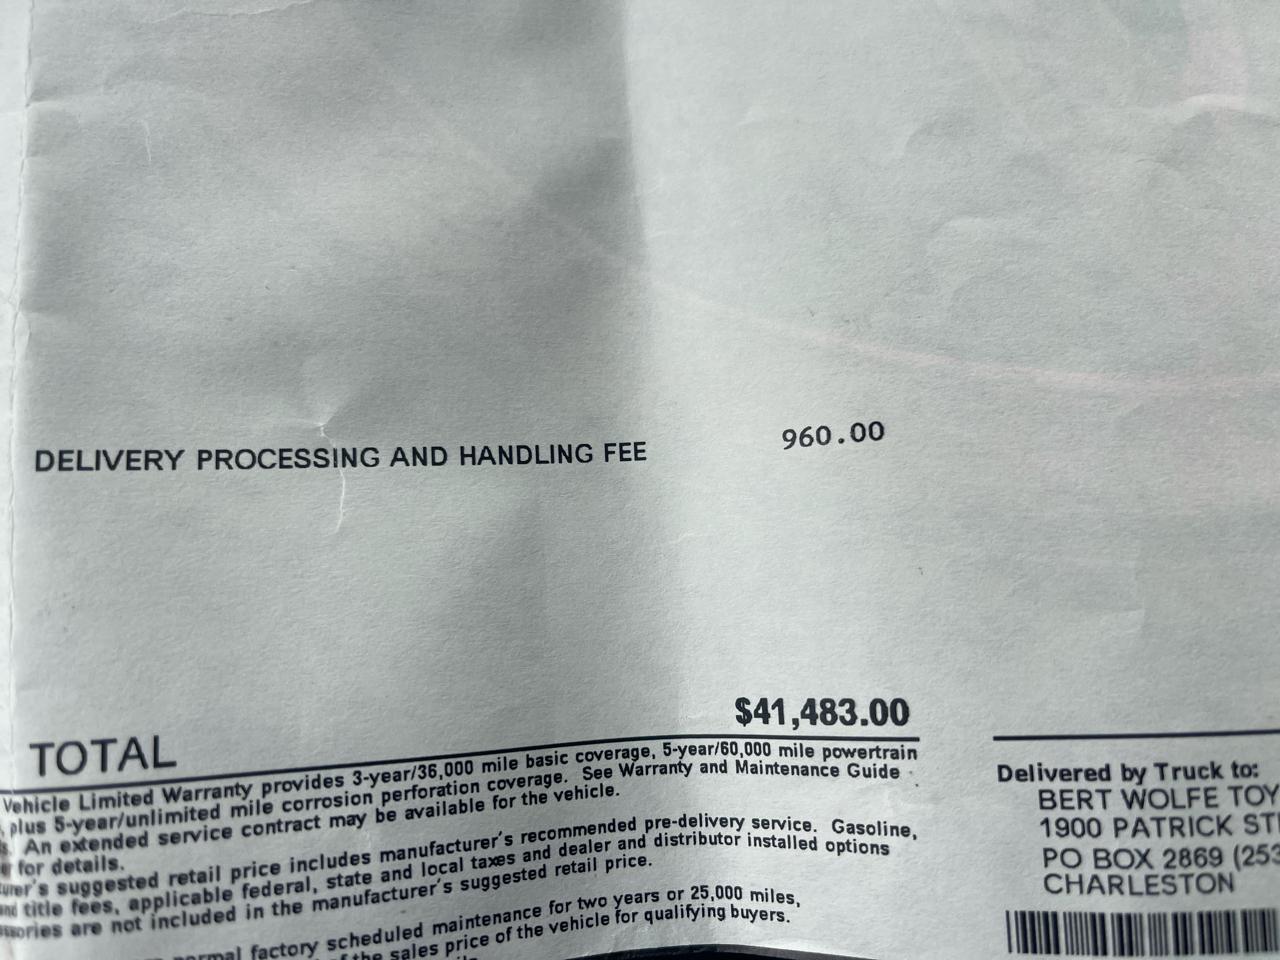 DELIVERY PROCESSING AND HANDLING FEE 960.00
TOTAL $41,483.00
Vehicle Limited Warranty provides 3-year/36,000 mile basic coverage, 5-year/60,000 mile powertrain
plus 5-year/unlimited mile corrosion perforation coverage. See Warranty and Maintenance Guide
An extended service contract may be available for the vehicle.
for details.
suggested retail price includes manufacturer's recommended pre-delivery service. Gasoline,
and title fees, applicable federal, state and local taxes and dealer and distributor installed options
are not included in the manufacturer's suggested retail price.
normal factory scheduled maintenance for two years or 25,000 miles,
the sales price of the vehicle for qualifying buyers.
Delivered by Truck to:
BERT WOLFE TOY
1900 PATRICK ST
PO BOX 2869 (253
CHARLESTON